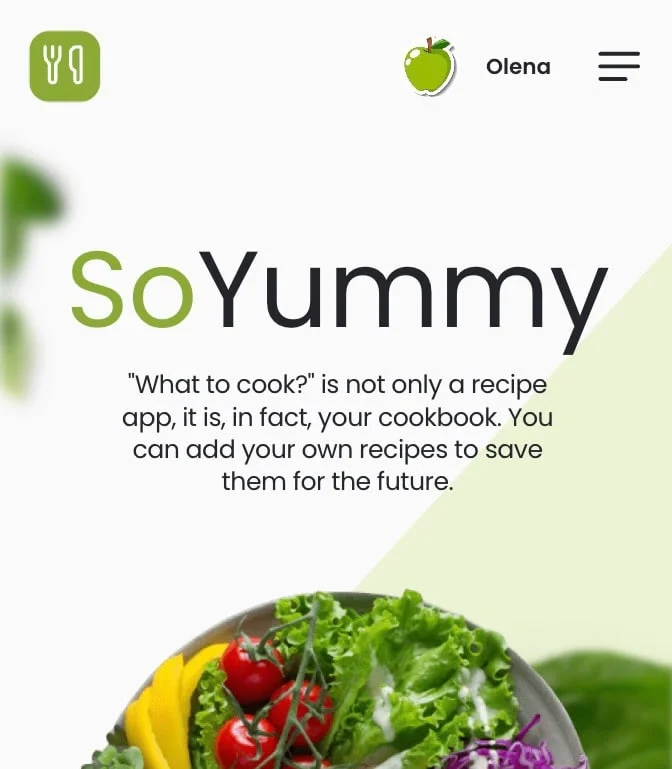 Olena
SoYummy
"What to cook?" is not only a recipe
app, it is, in fact, your cookbook. You
can add your own recipes to save
them for the future.